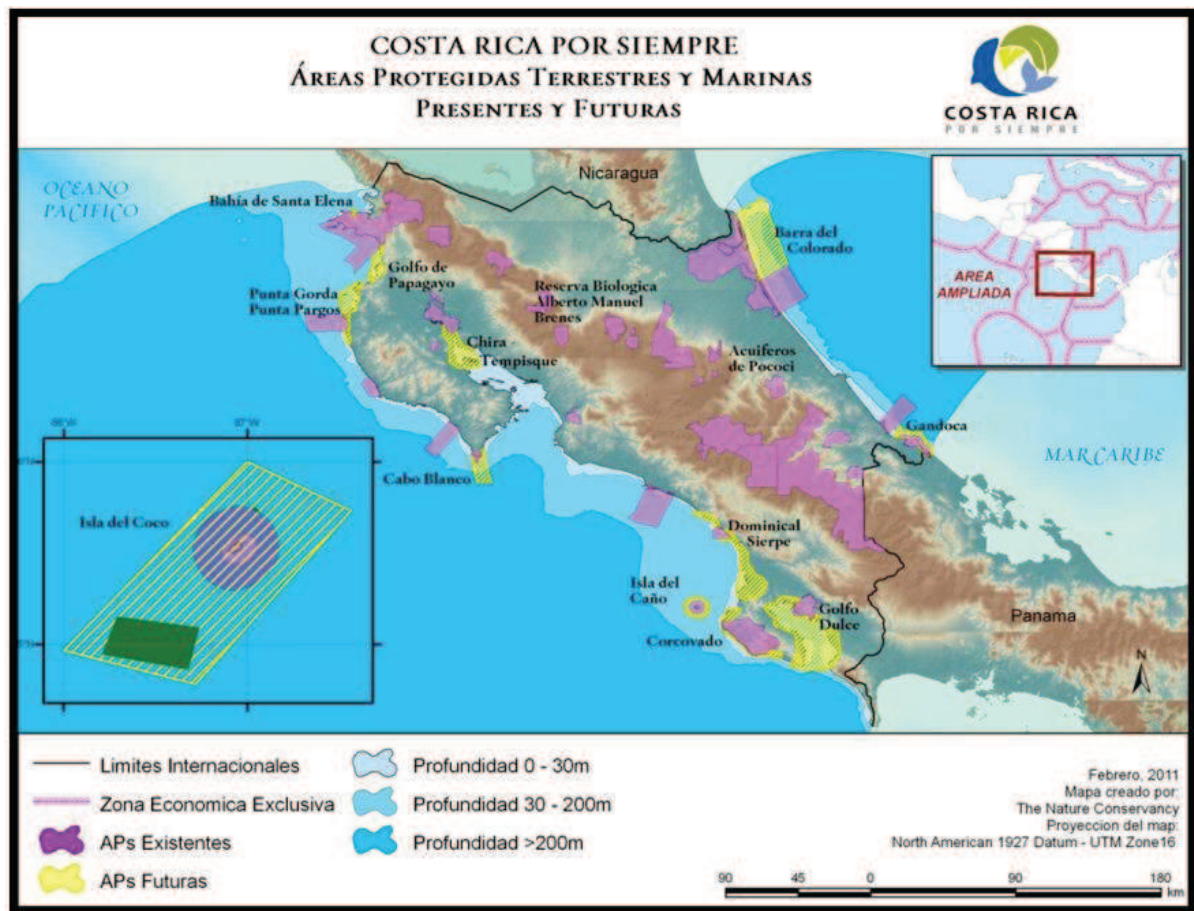 COSTA RICA POR SIEMPRE
ÁREAS PROTEGIDAS TERRESTRES Y MARINAS
PRESENTES Y FUTURAS
COSTA RICA
POR SIEMPRE
OCEANO
PACIFICO
Nicaragua
Bahía de Santa Elena
Barra del
Colorado
AREA
AMPLIADA
Golfo de
Papagayo
Punta Gorda
Punta Pargos
Reserva Biologica
Alberto Manuel
Brenes
Chira
Tempisque
Acuiferos
de Pococi
Gandoca
MAR CARIBE
87W
Cabo Blanco
Isla del Coco
Dominical
Sierpe
Isla del
Caño
Golfo
Dulce
Corcovado
Panama
N
Limites Internacionales
Zona Economica Exclusiva
APs Existentes
APs Futuras
Profundidad 0 - 30m
Profundidad 30 - 200m
Profundidad >200m
Febrero, 2011
Mapa creado por:
The Nature Conservancy
Proyeccion del map:
North American 1927 Datum - UTM Zone16
90 45 0 90 180
km